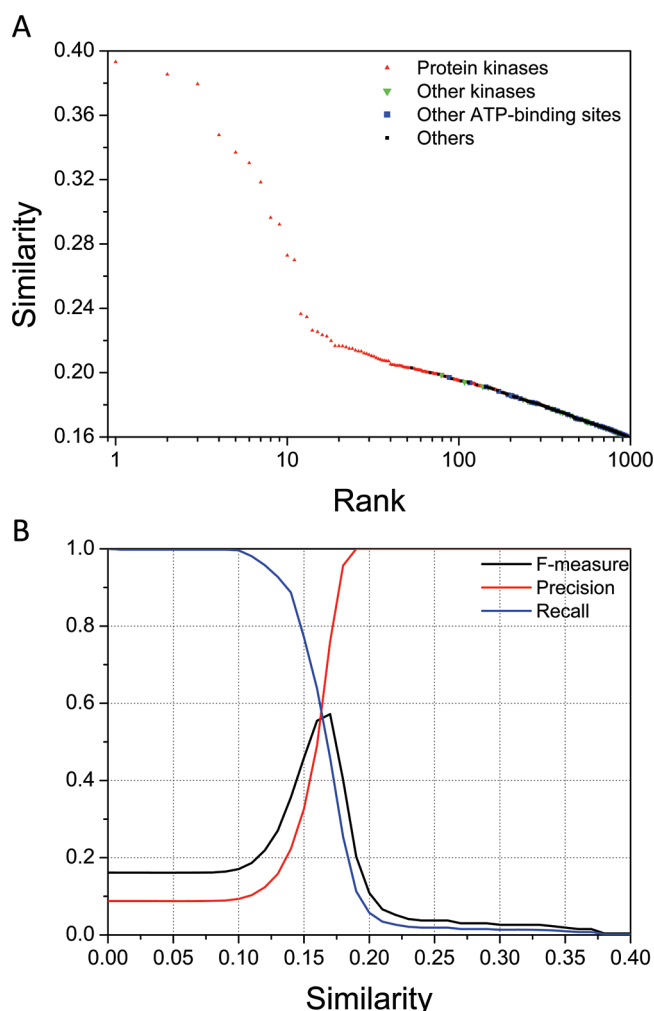 A
0.40
0.36
0.32
0.28
0.24
0.20
0.16
Similarity
Protein kinases
Other kinases
Other ATP-binding sites
Others
1
10
100
1000
Rank
B
1.0
0.8
0.6
0.4
0.2
0.0
F-measure
Precision
Recall
0.00
0.05
0.10
0.15
0.20
0.25
0.30
0.35
0.40
Similarity